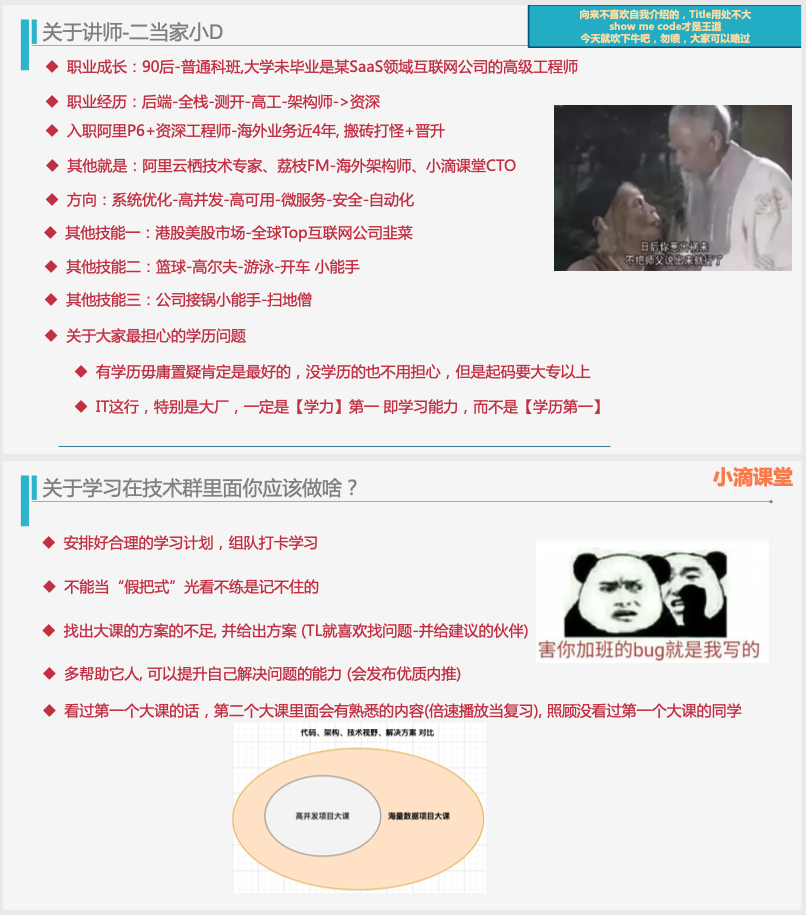 关于讲师-二当家小D
向来不喜欢自我介绍的，Title用处不大
show me code才是王道
今天就吹下牛吧，勿喷，大家可以略过
◆ 职业成长：90后-普通科班,大学未毕业是某SaaS领域互联网公司的高级工程师
◆ 职业经历：后端-全栈-测开-高工-架构师->资深
◆ 入职阿里P6+资深工程师-海外业务近4年, 搬砖打怪+晋升
◆ 其他就是：阿里云栖技术专家、荔枝FM-海外架构师、小滴课堂CTO
◆ 方向：系统优化-高并发-高可用-微服务-安全-自动化
◆ 其他技能一：港股美股市场-全球Top互联网公司韭菜
日后你惹出祸来
不把师父说出来就行了
◆ 其他技能二：篮球-高尔夫-游泳-开车 小能手
◆ 其他技能三：公司接锅小能手-扫地僧
◆ 关于大家最担心的学历问题
◆ 有学历毋庸置疑肯定是最好的，没学历的也不用担心，但是起码要大专以上
◆ IT这行，特别是大厂，一定是【学力】第一 即学习能力，而不是【学历第一】
小滴课堂
关于学习在技术群里面你应该做啥？
◆ 安排好合理的学习计划，组队打卡学习
◆ 不能当“假把式”光看不练是记不住的
◆ 找出大课的方案的不足, 并给出方案 (TL就喜欢找问题-并给建议的伙伴)
害你加班的bug就是我写的
◆ 多帮助它人, 可以提升自己解决问题的能力 (会发布优质内推)
◆ 看过第一个大课的话，第二个大课里面会有熟悉的内容(倍速播放当复习), 照顾没看过第一个大课的同学
代码、架构、技术视野、解决方案 对比
高并发项目大课
海量数据项目大课